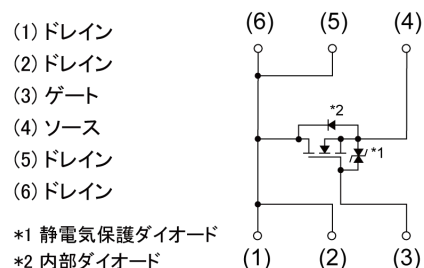 (1) ドレイン
(2) ドレイン
(3) ゲート
(4) ソース
(5) ドレイン
(6) ドレイン
*1 静電気保護ダイオード
*2 内部ダイオード
(6) (5) (4)
*2
*1
(1) (2) (3)